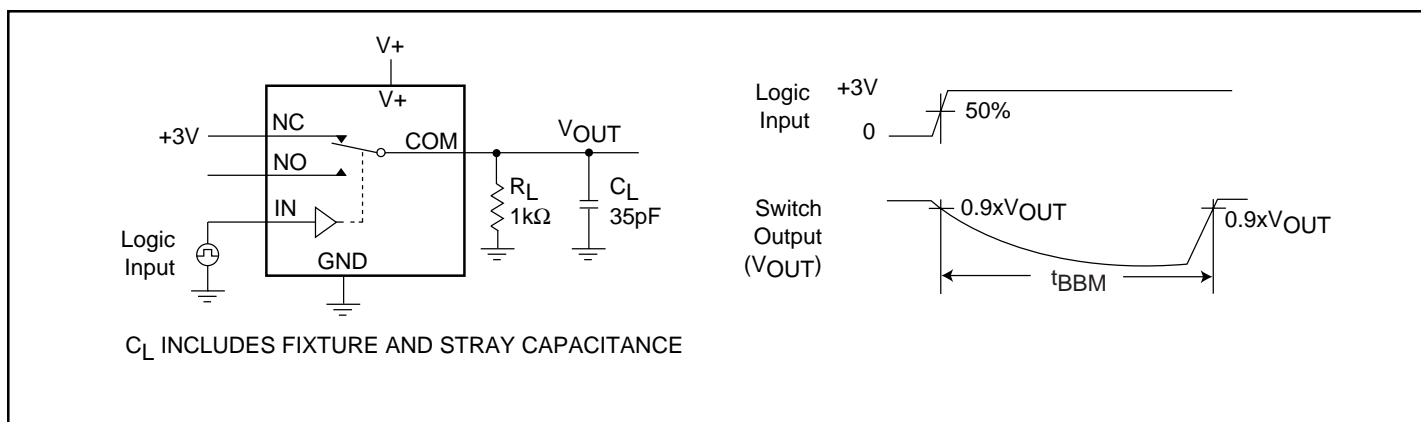 V+
V+
+3V
NC
COM
VOUT
NO
RL
1kΩ
CL
35pF
IN
Logic
Input
GND
CL INCLUDES FIXTURE AND STRAY CAPACITANCE
Logic
Input
+3V
50%
0
Switch
Output
(VOUT)
0.9xVOUT
0.9xVOUT
tBBM